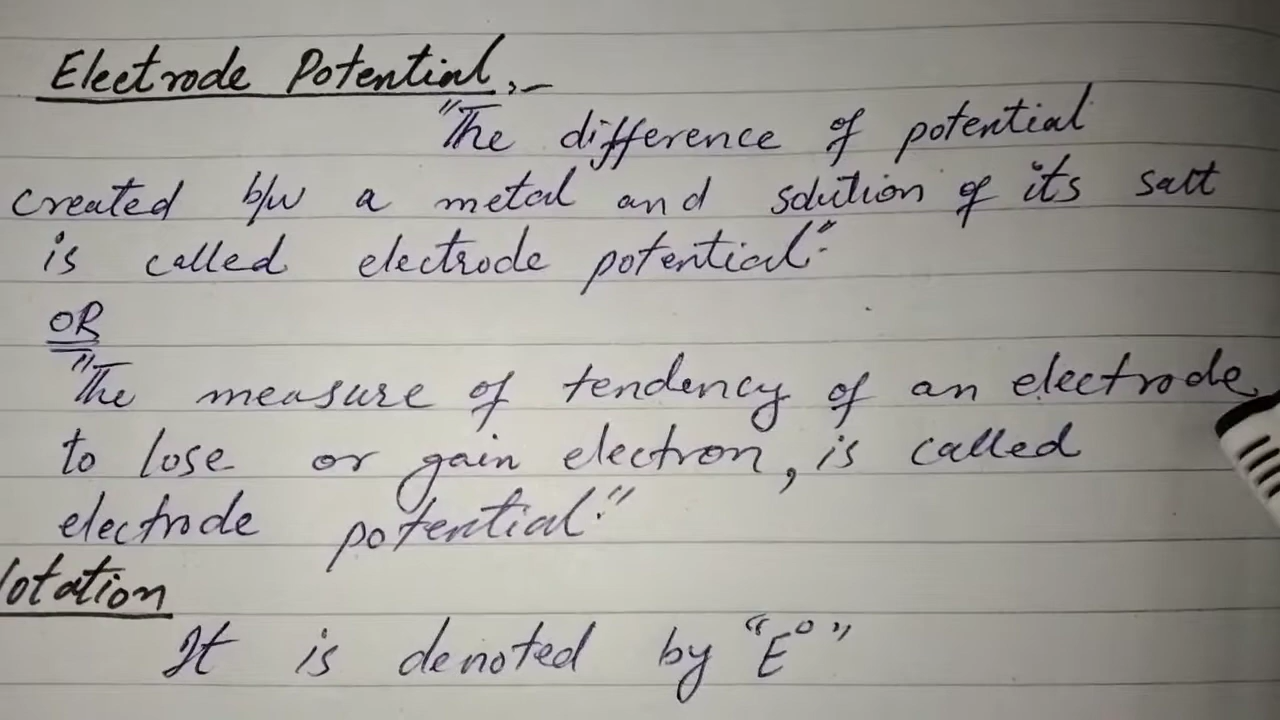 Electrode Potential,-
"The difference of potential
created b/w a metal and solution of its salt
is called electrode potential".
OR
"The measure of tendency of an electrode
to lose or gain electron, is called
electrode potential."
lotation
It is denoted by "E°"